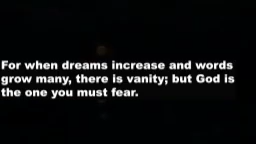 For when dreams increase and words
grow many, there is vanity; but God is
the one you must fear.